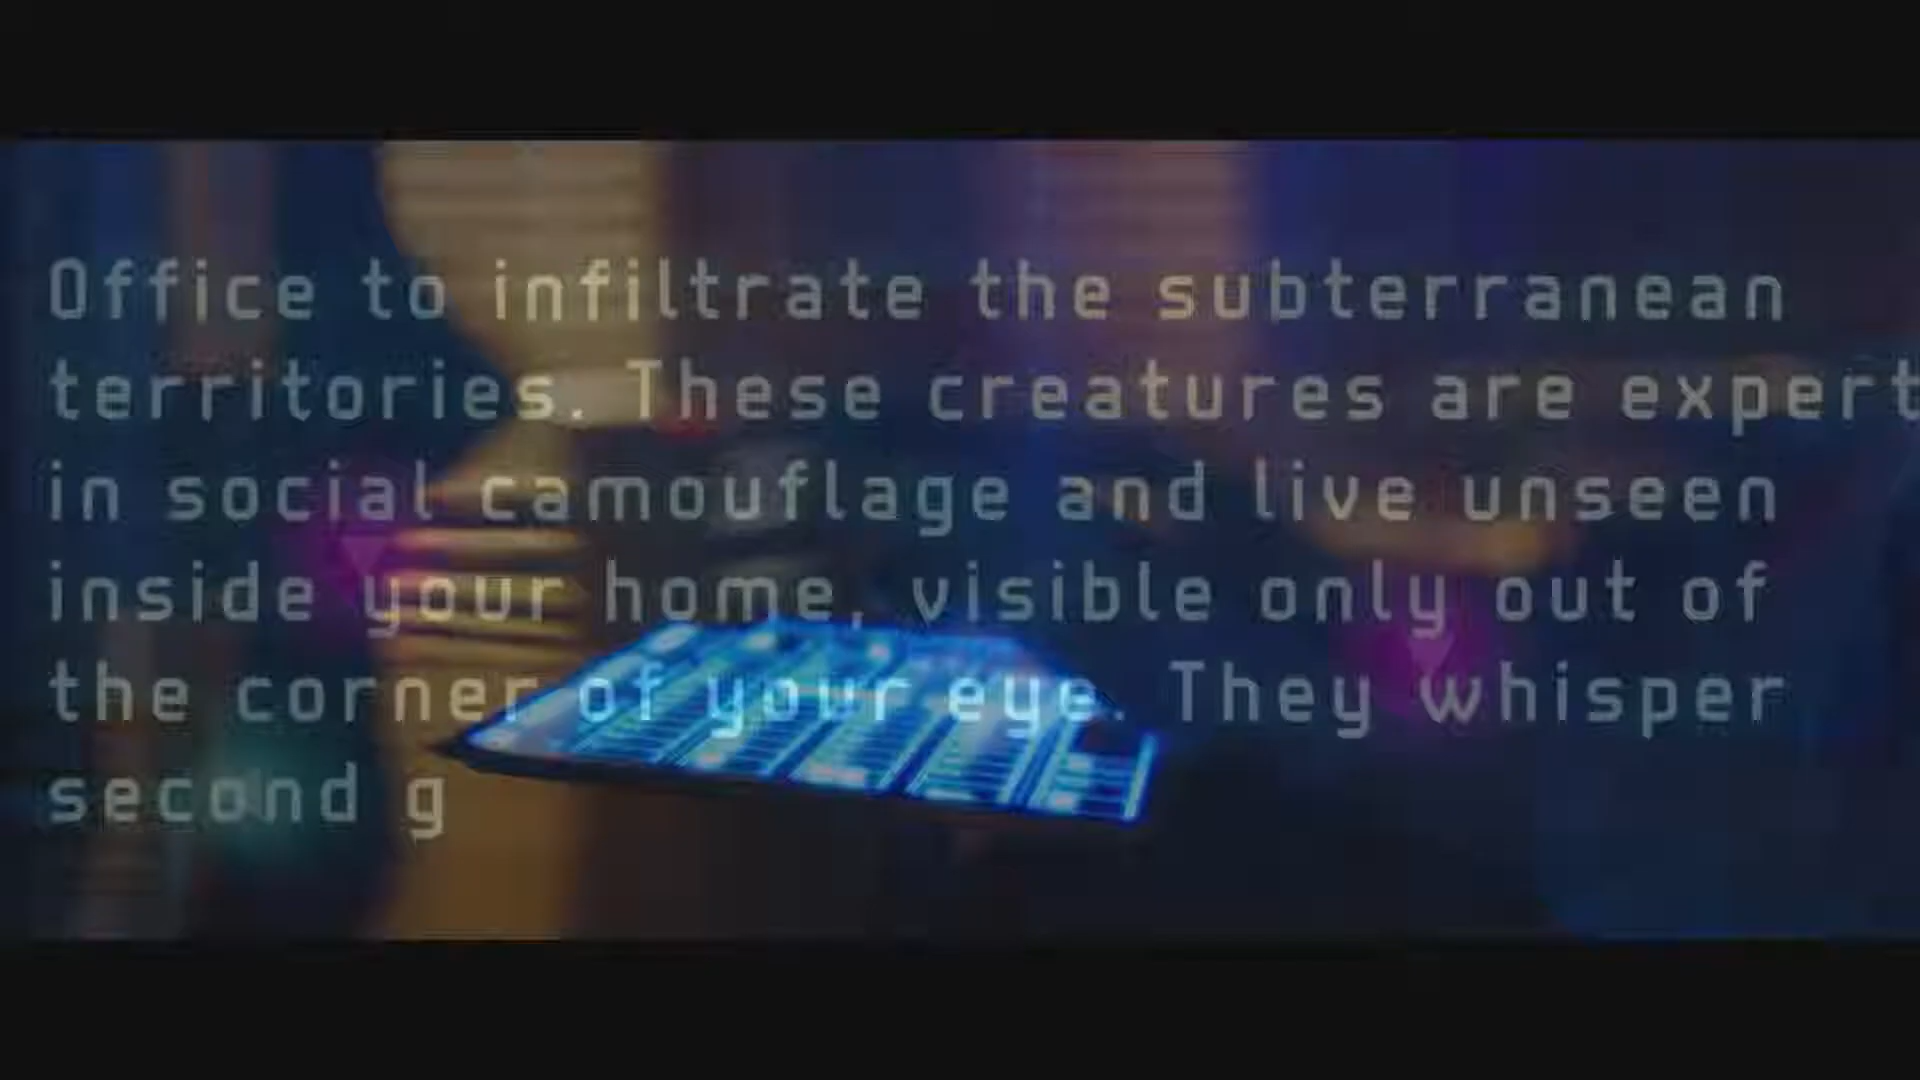 Office to infiltrate the subterranean
territories. These creatures are expert
in social camouflage and live unseen
inside your home, visible only out of
the corner of your eye. They whisper
second g